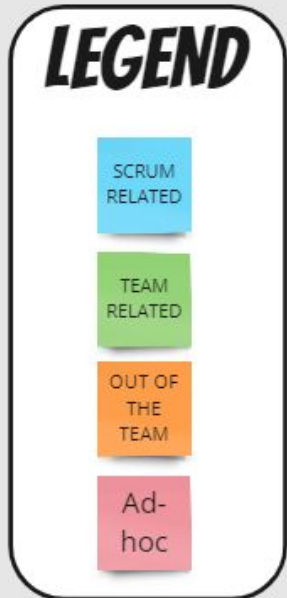 LEGEND
SCRUM
RELATED
TEAM
RELATED
OUT OF
THE
TEAM
Ad-
hoc